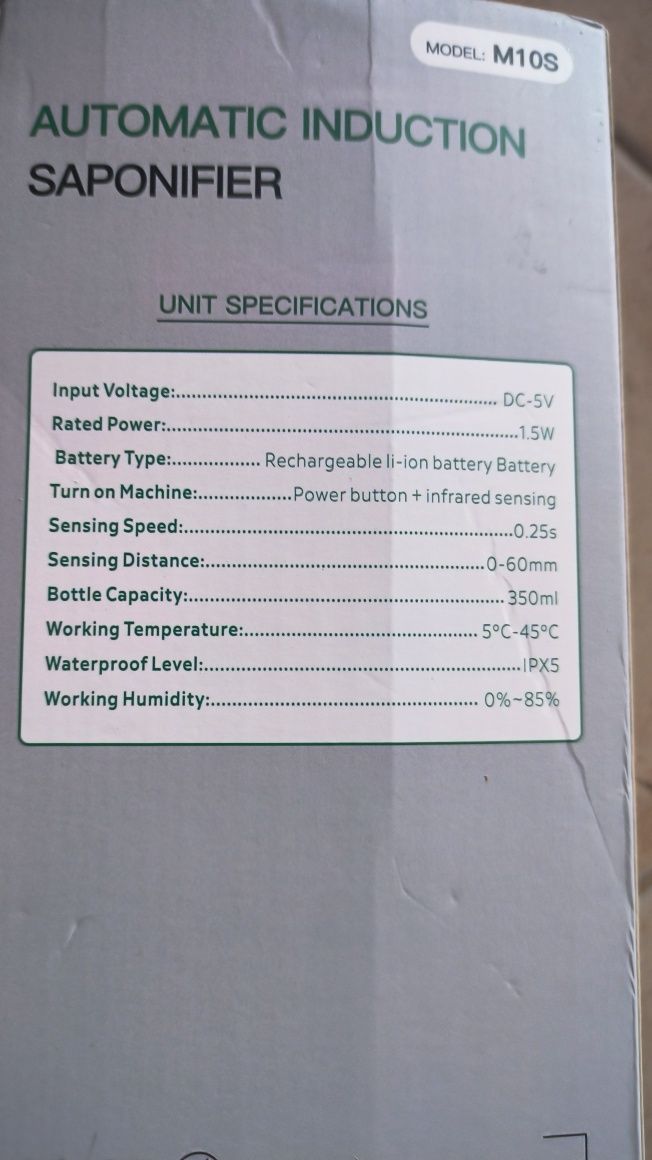 MODEL: M10S
AUTOMATIC INDUCTION
SAPONIFIER
UNIT SPECIFICATIONS
Input Voltage:.......................................................... DC-5V
Rated Power:................................................................1.5W
Battery Type:................ Rechargeable li-ion battery Battery
Turn on Machine:..................Power button + infrared sensing
Sensing Speed:............................................................0.25s
Sensing Distance:...................................................0-60mm
Bottle Capacity:......................................................... 350ml
Working Temperature:........................................... 5°C-45°C
Waterproof Level:..........................................................IPX5
Working Humidity:................................................. 0%~85%